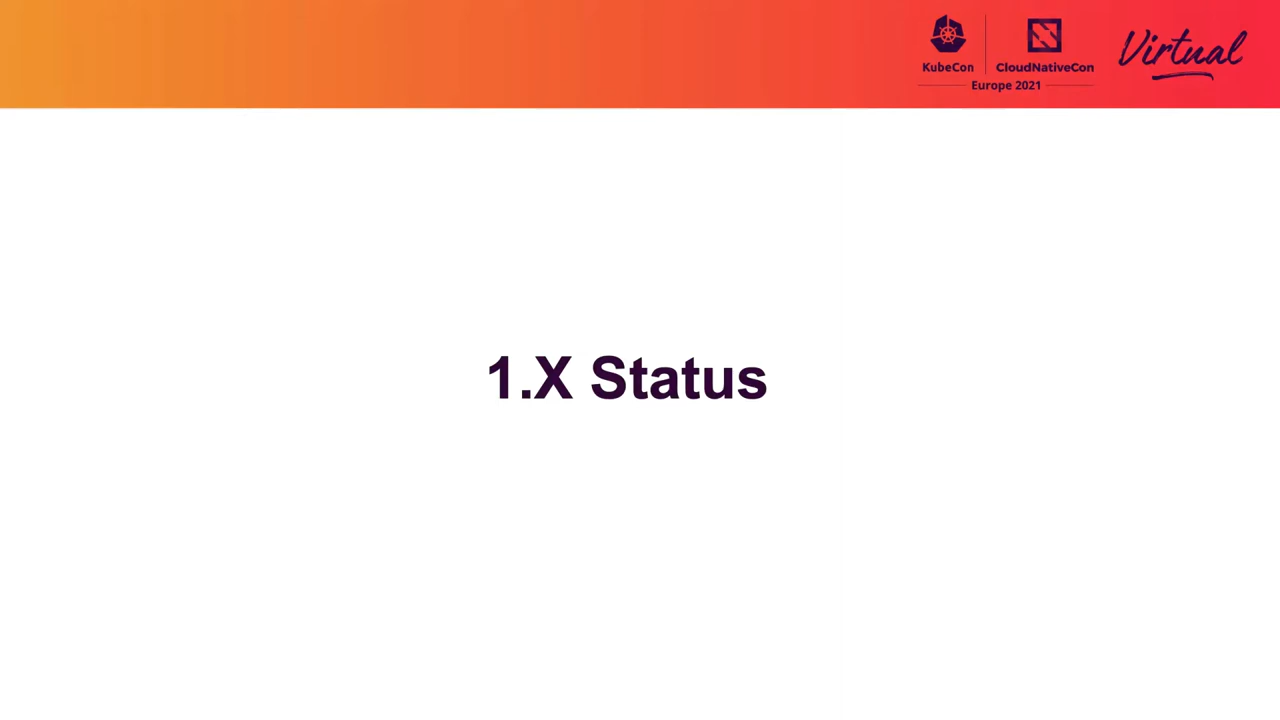 KubeCon
CloudNativeCon
Europe 2021
Virtual
1.X Status